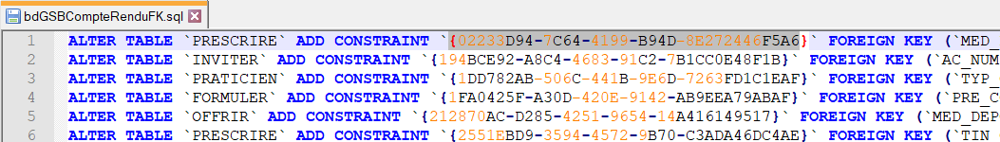 bdGSBCompteRenduFK.sql
1 ALTER TABLE `PRESCRIRE` ADD CONSTRAINT `{02233D94-7C64-4199-B94D-8E272446F5A6}` FOREIGN KEY (`MED_
2 ALTER TABLE `INVITER` ADD CONSTRAINT `{194BCE92-A8C4-4683-91C2-7B1CC0E48F1B}` FOREIGN KEY (`AC_NUM
3 ALTER TABLE `PRATICIEN` ADD CONSTRAINT `{1DD782AB-506C-441B-9E6D-7263FD1C1EAF}` FOREIGN KEY (`TYP_
4 ALTER TABLE `FORMULER` ADD CONSTRAINT `{1FA0425F-A30D-420E-9142-AB9EEA79ABAF}` FOREIGN KEY (`PRE_C
5 ALTER TABLE `OFFRIR` ADD CONSTRAINT `{212870AC-D285-4251-9654-14A416149517}` FOREIGN KEY (`MED_DEP
6 ALTER TABLE `PRESCRIRE` ADD CONSTRAINT `{2551EBD9-3594-4572-9B70-C3ADA46DC4AE}` FOREIGN KEY (`TIN